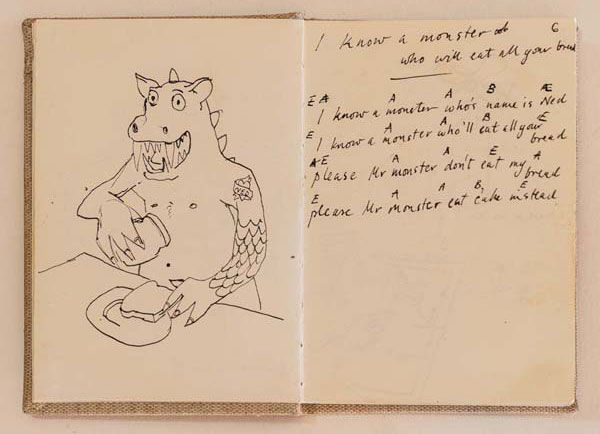 I know a monster 6
who will eat all your bread
E A A A B E
I know a monster who's name is Ned
E A A B E
I know a monster who'll eat all your bread
A E A A E A
please Mr monster don't eat my bread
E A A B E
please Mr monster eat cake instead